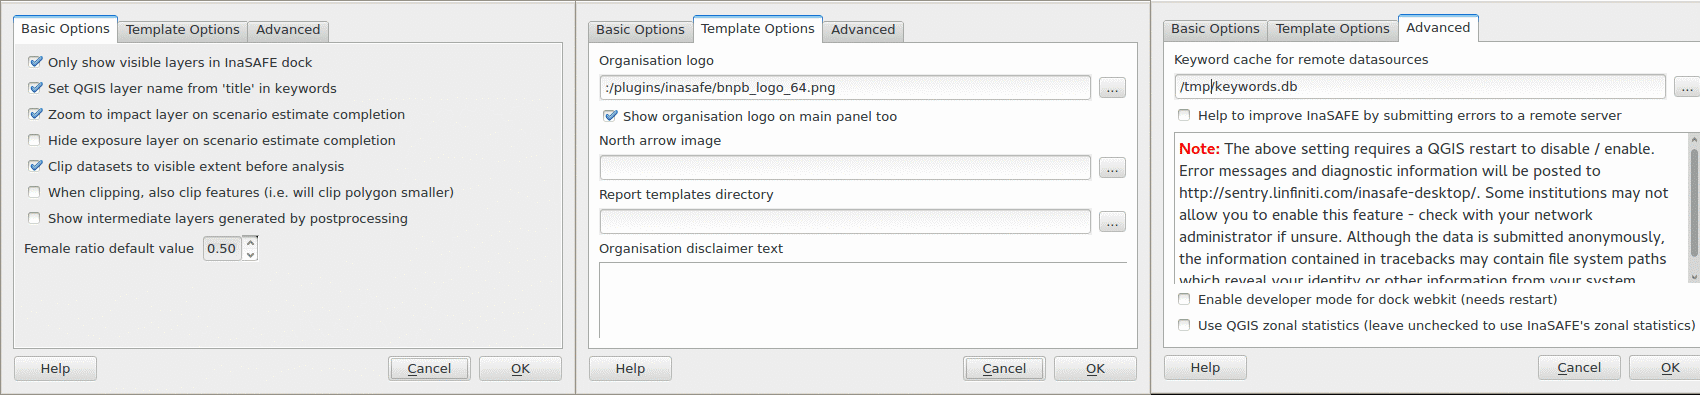 Basic Options
Template Options
Advanced
Only show visible layers in InaSAFE dock
Set QGIS layer name from 'title' in keywords
Zoom to impact layer on scenario estimate completion
Hide exposure layer on scenario estimate completion
Clip datasets to visible extent before analysis
When clipping, also clip features (i.e. will clip polygon smaller)
Show intermediate layers generated by postprocessing
Female ratio default value 0.50
Help
Cancel
OK
Basic Options
Template Options
Advanced
Organisation logo
:/plugins/inasafe/bnpb_logo_64.png
...
Show organisation logo on main panel too
North arrow image
...
Report templates directory
...
Organisation disclaimer text
Help
Cancel
OK
Basic Options
Template Options
Advanced
Keyword cache for remote datasources
/tmp/keywords.db
...
Help to improve InaSAFE by submitting errors to a remote server
Note: The above setting requires a QGIS restart to disable / enable.
Error messages and diagnostic information will be posted to
http://sentry.linfiniti.com/inasafe-desktop/. Some institutions may not
allow you to enable this feature - check with your network
administrator if unsure. Although the data is submitted anonymously,
the information contained in tracebacks may contain file system paths
which reveal your identity or other information from your system.
Enable developer mode for dock webkit (needs restart)
Use QGIS zonal statistics (leave unchecked to use InaSAFE's zonal statistics)
Help
Cancel
OK